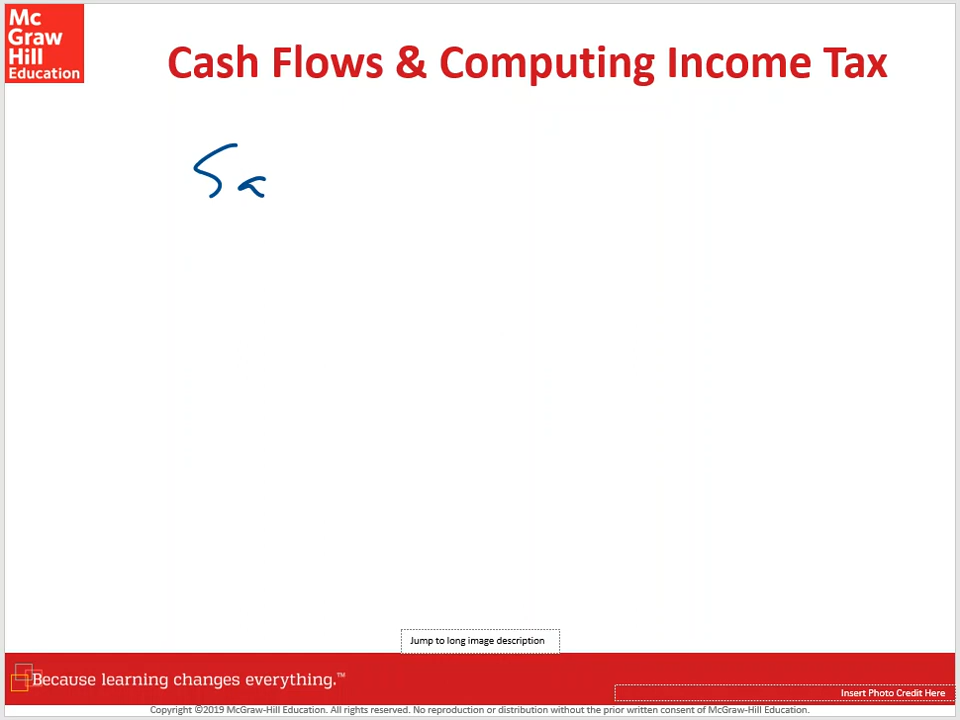 Mc
Graw
Hill
Education
Cash Flows & Computing Income Tax
Sa
Jump to long image description
Because learning changes everything.™
Insert Photo Credit Here
Copyright ©2019 McGraw-Hill Education. All rights reserved. No reproduction or distribution without the prior written consent of McGraw-Hill Education.